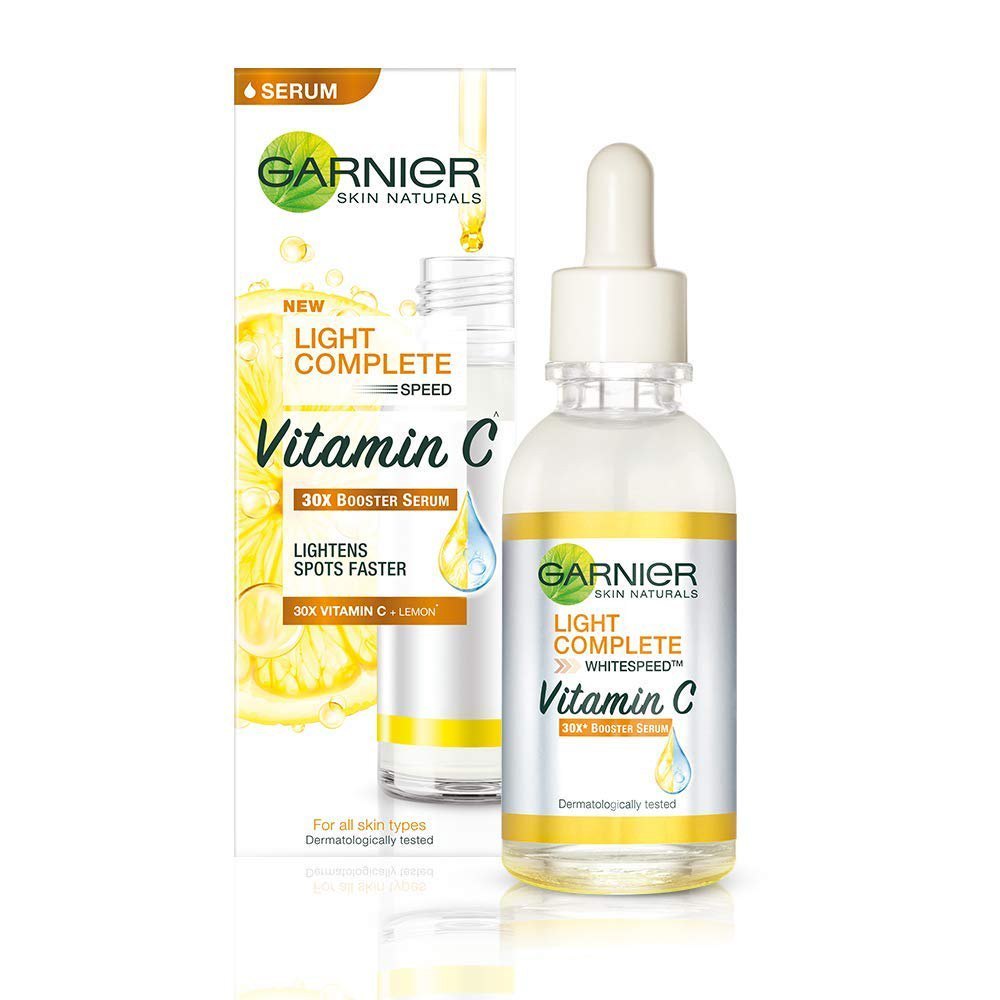 SERUM
GARNIER
SKIN NATURALS
NEW
LIGHT
COMPLETE
SPEED
Vitamin C^
30X BOOSTER SERUM
LIGHTENS
SPOTS FASTER
30X VITAMIN C + LEMON*
For all skin types
Dermatologically tested
GARNIER
SKIN NATURALS
LIGHT
COMPLETE
WHITESPEED™
Vitamin C
30X* BOOSTER SERUM
Dermatologically tested